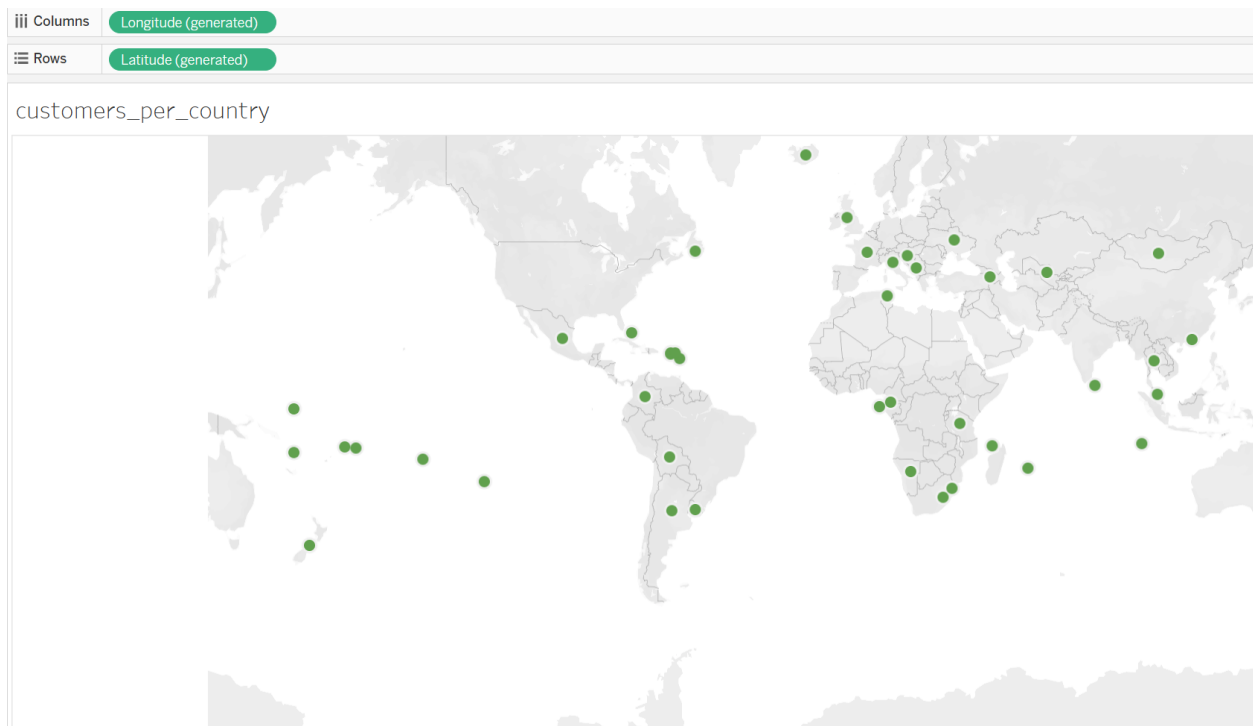 Columns Longitude (generated)
Rows Latitude (generated)
customers_per_country